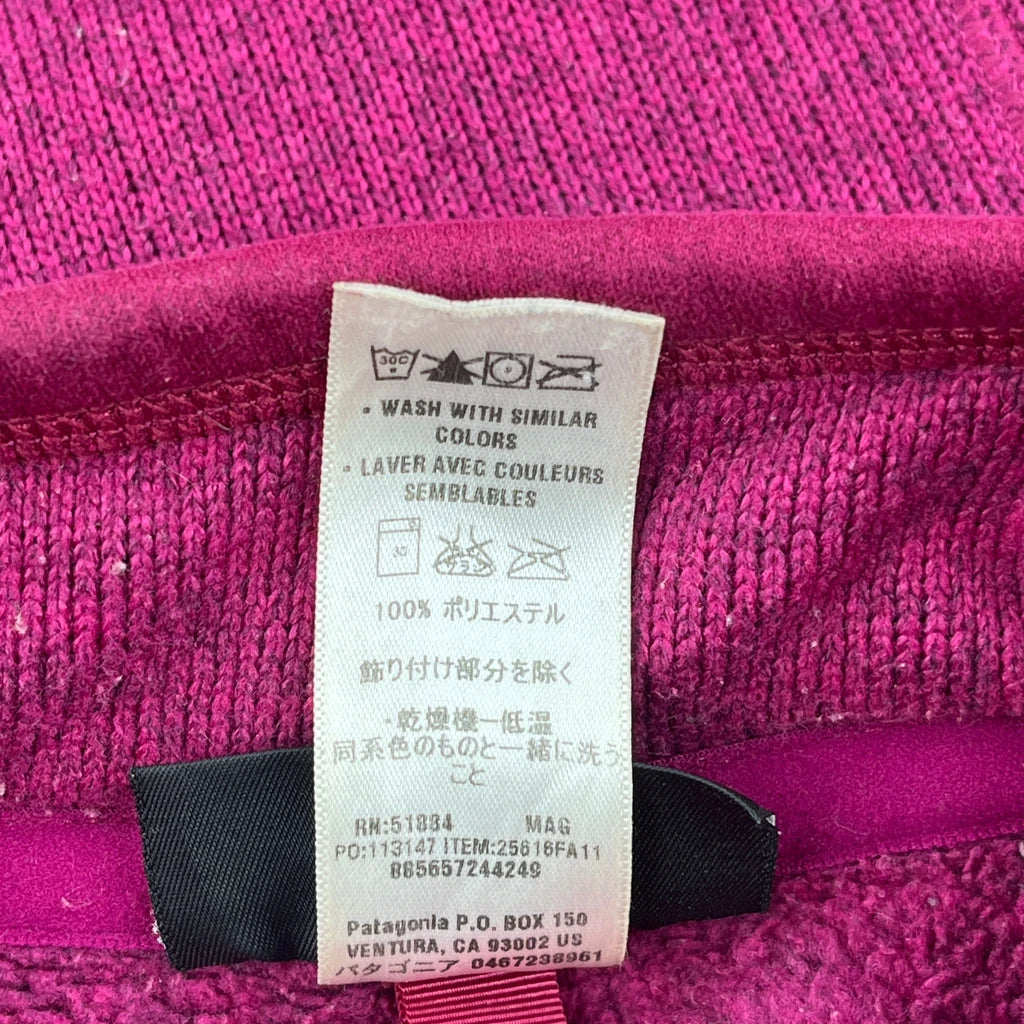 30C
• WASH WITH SIMILAR
COLORS
• LAVER AVEC COULEURS
SEMBLABLES
30
100% ポリエステル
飾り付け部分を除く
・乾燥機ー低温
同系色のものと一緒に洗う
こと
RN:51884 MAG
PO:113147 ITEM:25616FA11
885657244249
Patagonia P.O. BOX 150
VENTURA, CA 93002 US
パタゴニア 0467238961